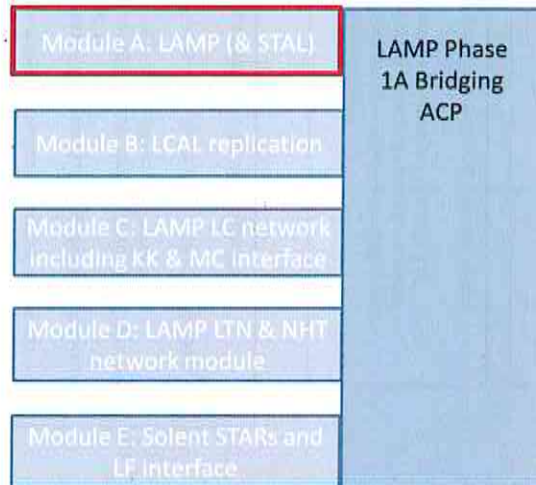 Module A: LAMP (& STAL)
Module B: LCAL replication
Module C: LAMP LC network
including KK & MC interface
Module D: LAMP LTN & NHT
network module
Module E: Solent STARs and
LF interface
LAMP Phase
1A Bridging
ACP